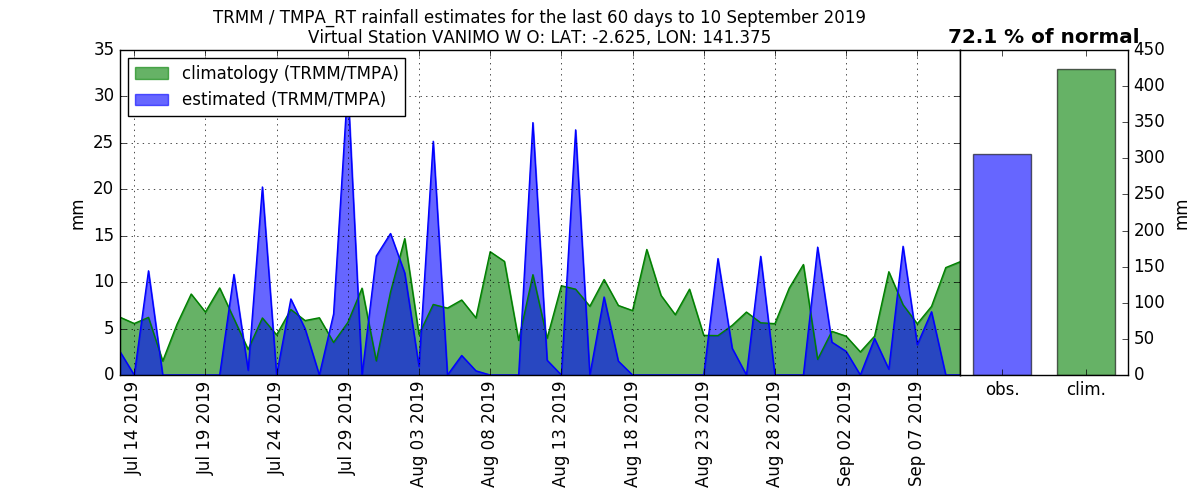 TRMM / TMPA_RT rainfall estimates for the last 60 days to 10 September 2019
Virtual Station VANIMO W O: LAT: -2.625, LON: 141.375
72.1 % of normal
climatology (TRMM/TMPA)
estimated (TRMM/TMPA)
35
30
25
20
15
10
5
0
mm
Jul 14 2019
Jul 19 2019
Jul 24 2019
Jul 29 2019
Aug 03 2019
Aug 08 2019
Aug 13 2019
Aug 18 2019
Aug 23 2019
Aug 28 2019
Sep 02 2019
Sep 07 2019
450
400
350
300
250
200
150
100
50
0
mm
obs.
clim.